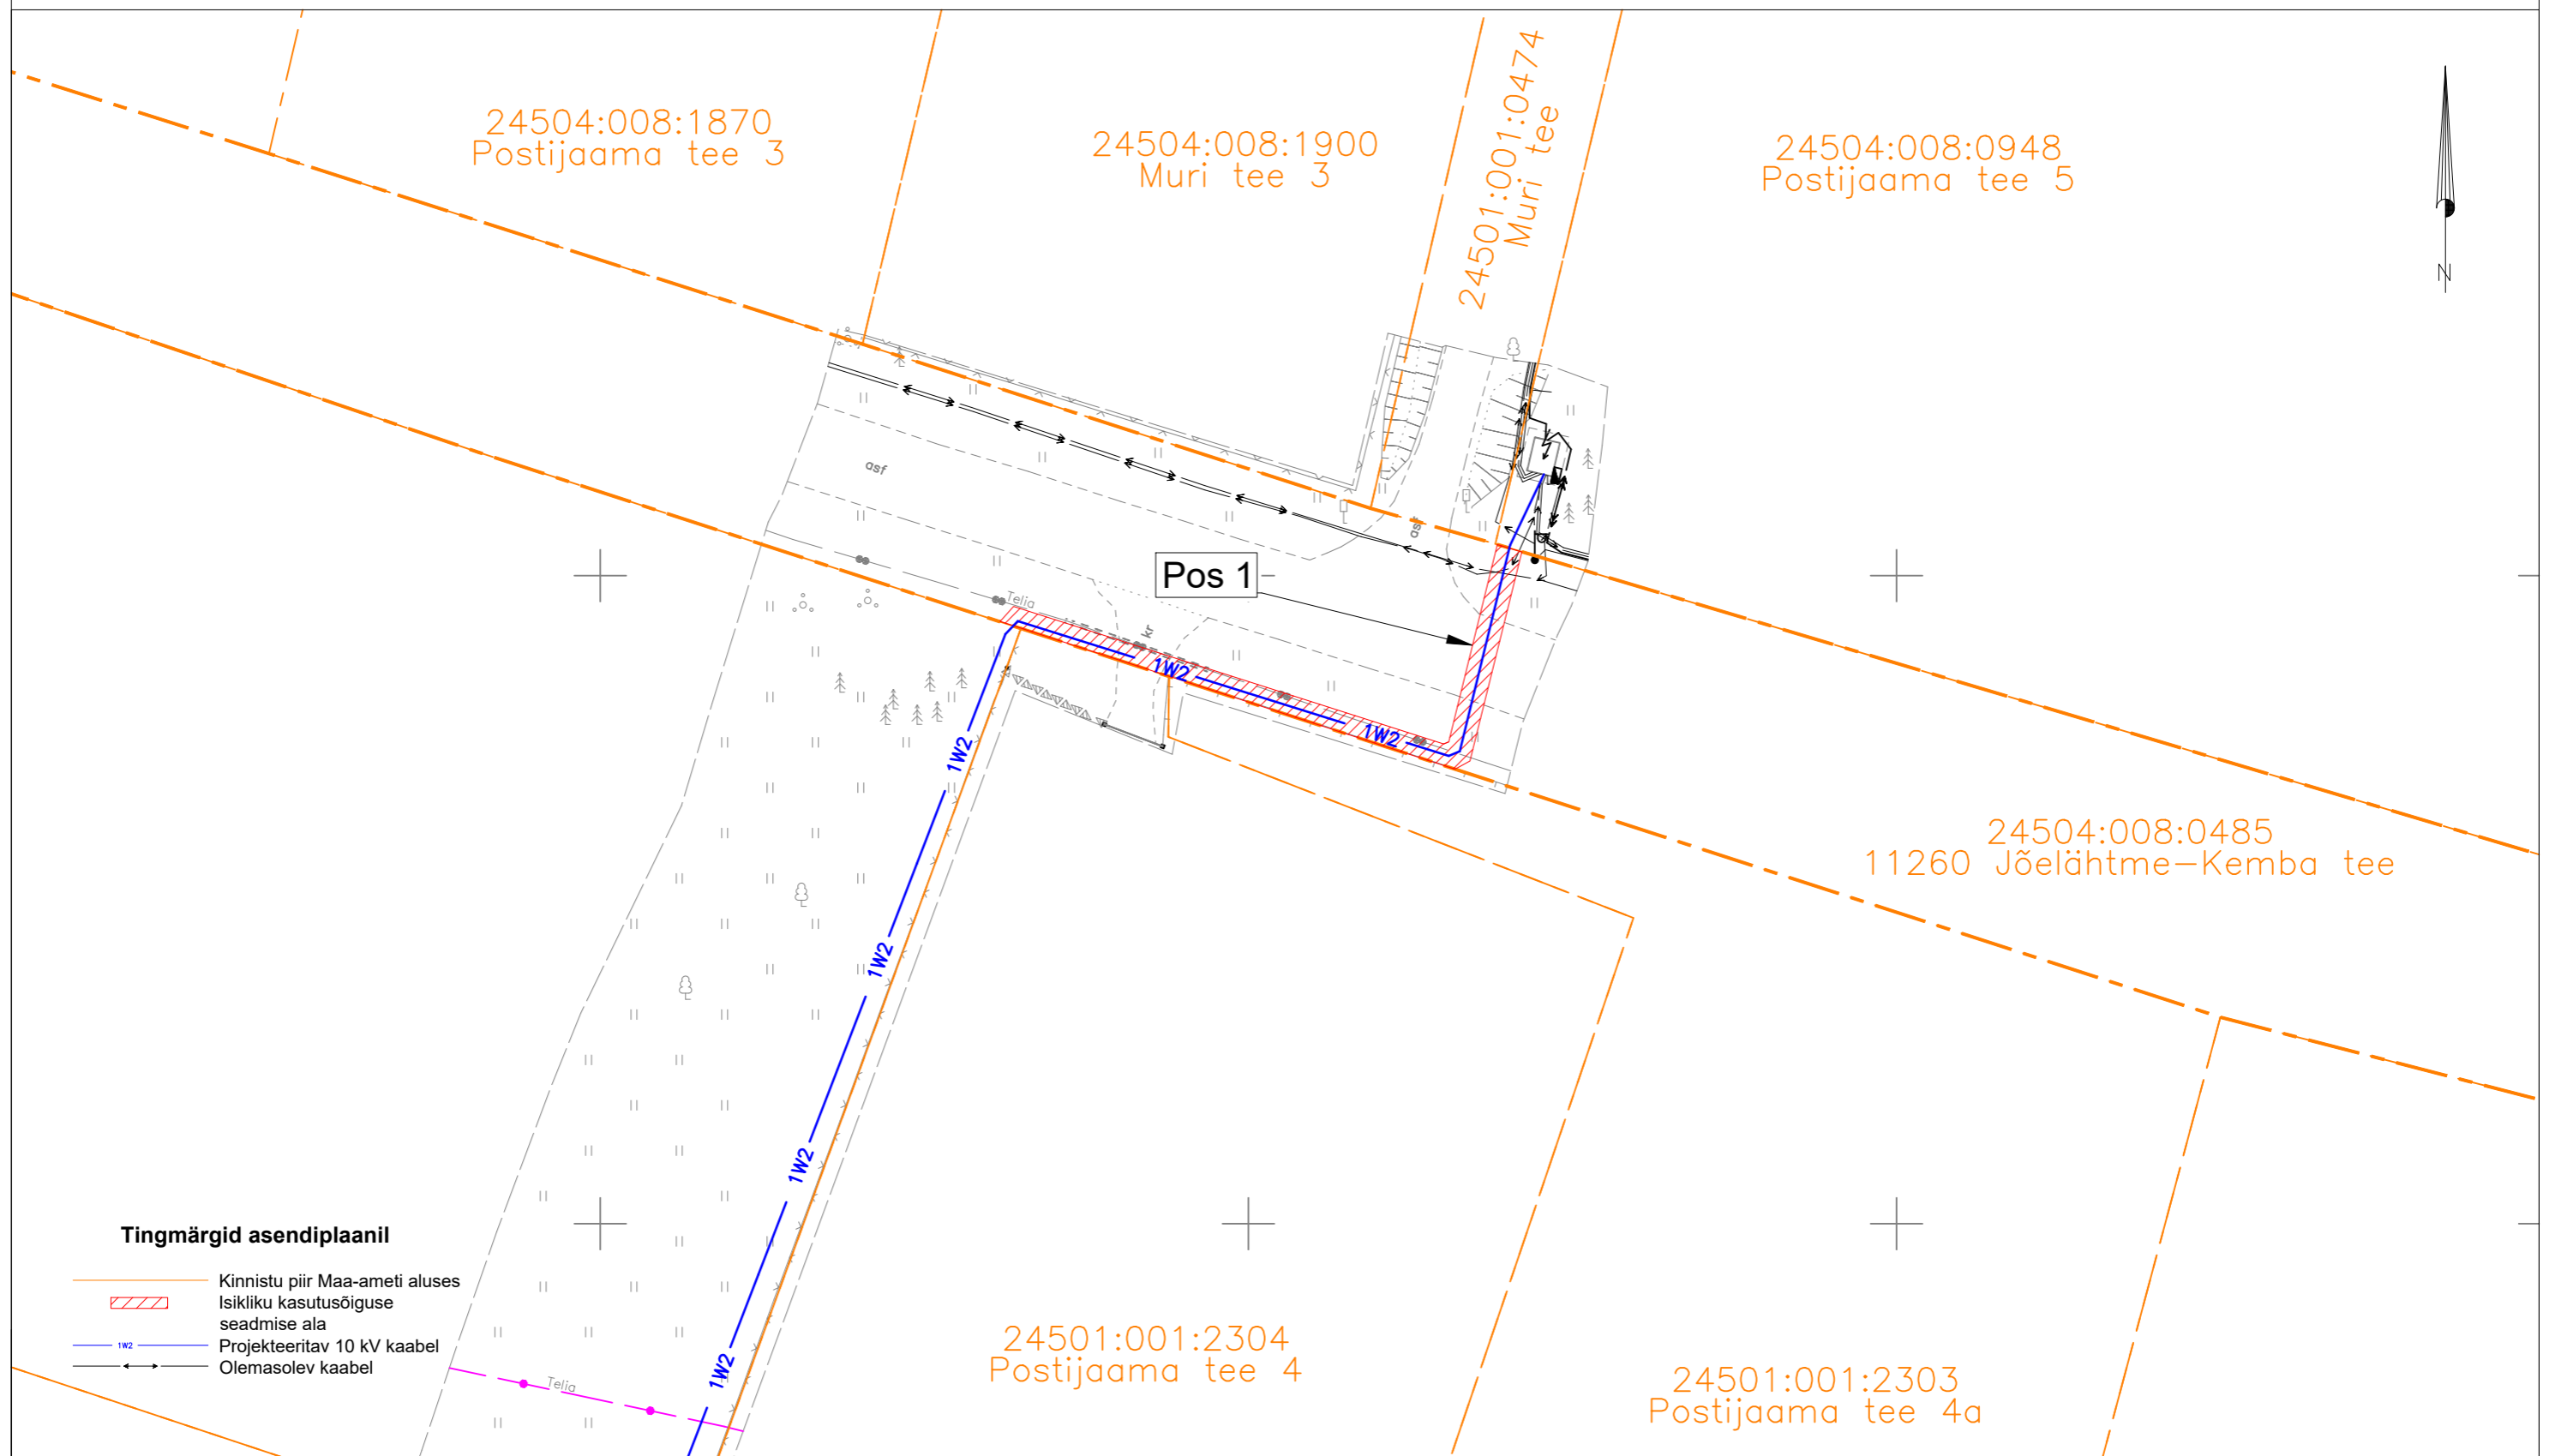 24504:008:1870
Postijaama tee 3
24504:008:1900
Muri tee 3
24501:001:0474
Muri tee
24504:008:0948
Postijaama tee 5
N
asf
asf
Pos 1
Telia
kr
1W2
1W2
1W2
1W2
1W2
1W2
24504:008:0485
11260 Jõelähtme-Kemba tee
Tingmärgid asendiplaanil
Kinnistu piir Maa-ameti aluses
Isikliku kasutusõiguse
seadmise ala
1W2 Projekteeritav 10 kV kaabel
Olemasolev kaabel
Telia
24501:001:2304
Postijaama tee 4
24501:001:2303
Postijaama tee 4a